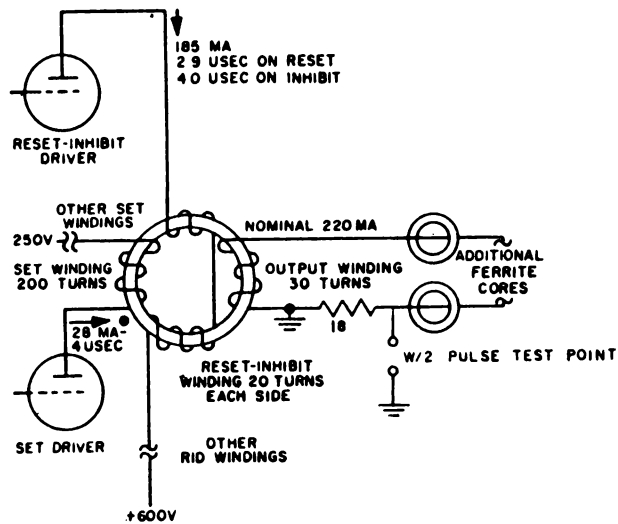 185 MA
2 9 USEC ON RESET
4.0 USEC ON INHIBIT
RESET-INHIBIT
DRIVER
OTHER SET
WINDINGS
250V
NOMINAL 220 MA
SET WINDING
200 TURNS
OUTPUT WINDING
30 TURNS
ADDITIONAL
FERRITE
CORES
28 MA-
4USEC
18
W/2 PULSE TEST POINT
RESET-INHIBIT
WINDING 20 TURNS
EACH SIDE
SET DRIVER
OTHER
RID WINDINGS
+600V